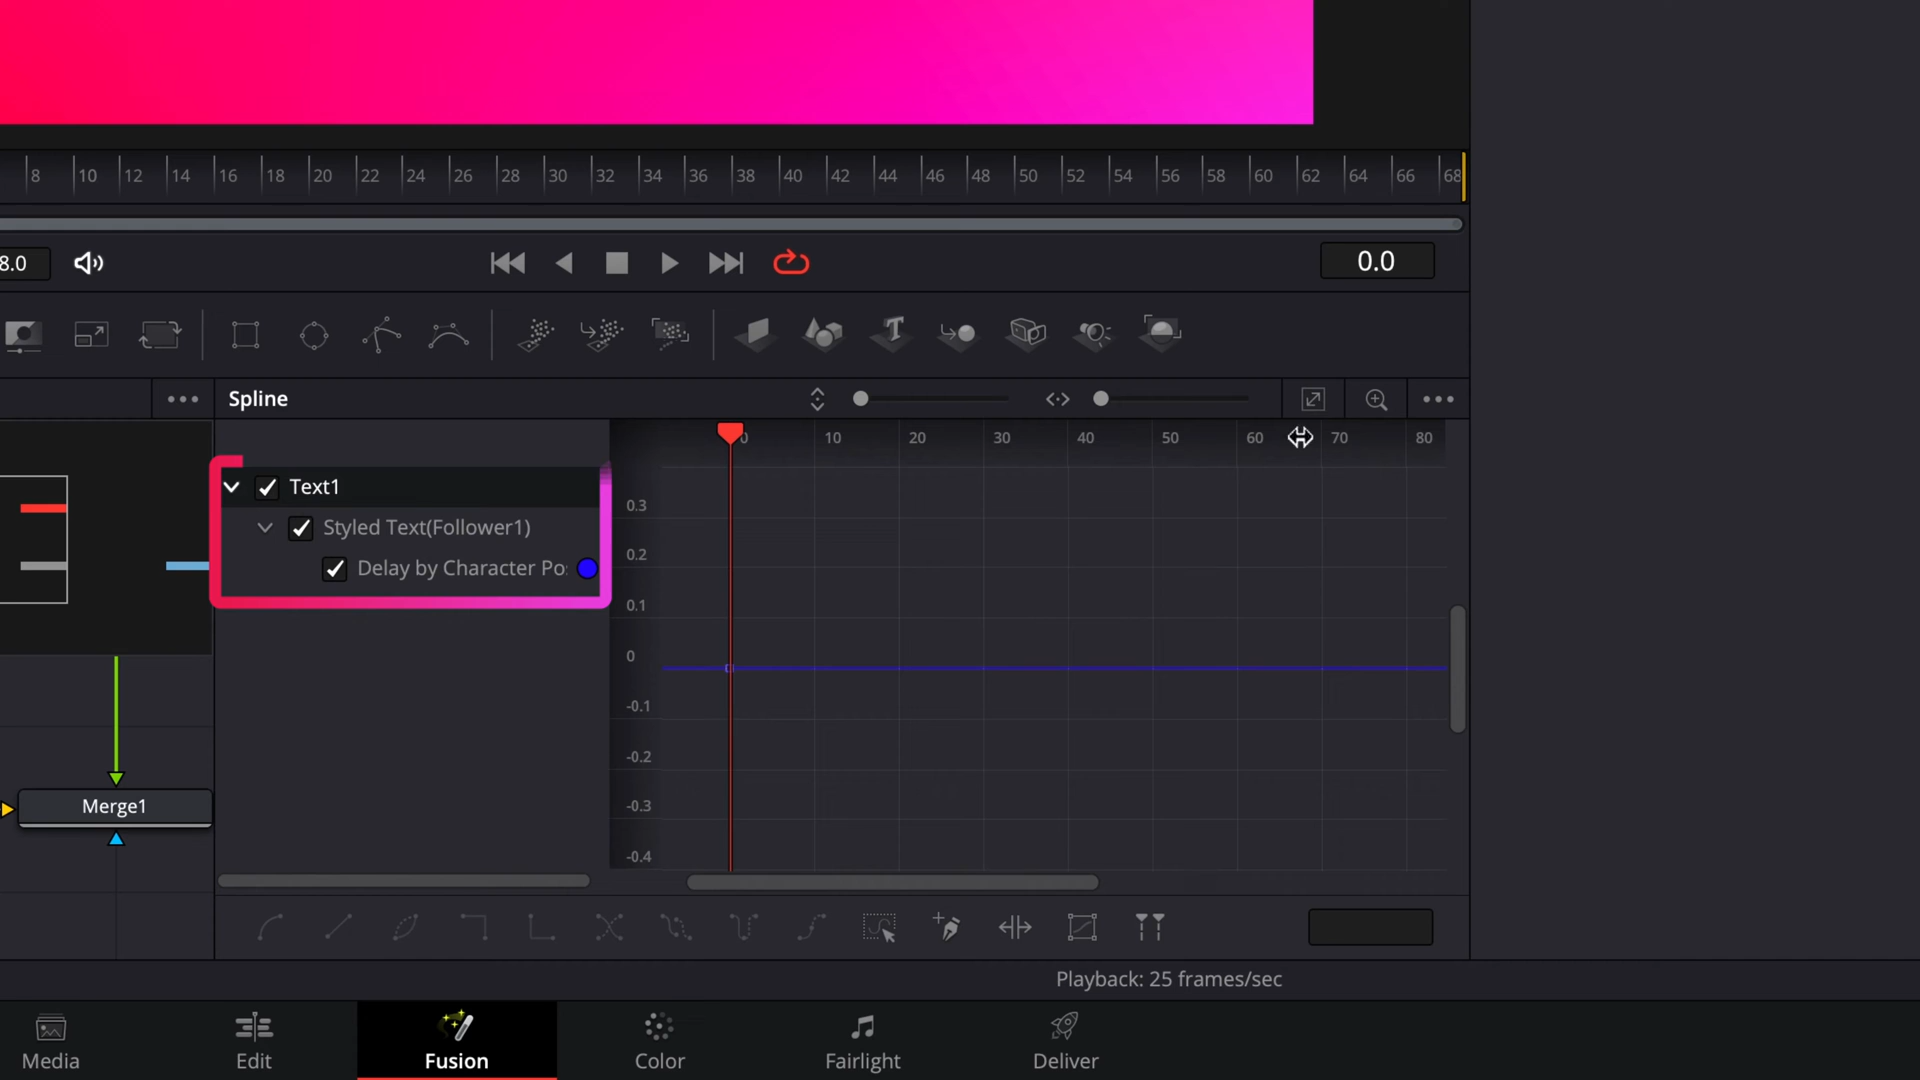 8 10 12 14 16 18 20 22 24 26 28 30 32 34 36 38 40 42 44 46 48 50 52 54 56 58 60 62 64 66 68
8.0
0.0
Spline
0 10 20 30 40 50 60 70 80
Text1
Styled Text(Follower1)
Delay by Character Po
0.3
0.2
0.1
0
-0.1
-0.2
-0.3
-0.4
Merge1
Playback: 25 frames/sec
Media Edit Fusion Color Fairlight Deliver